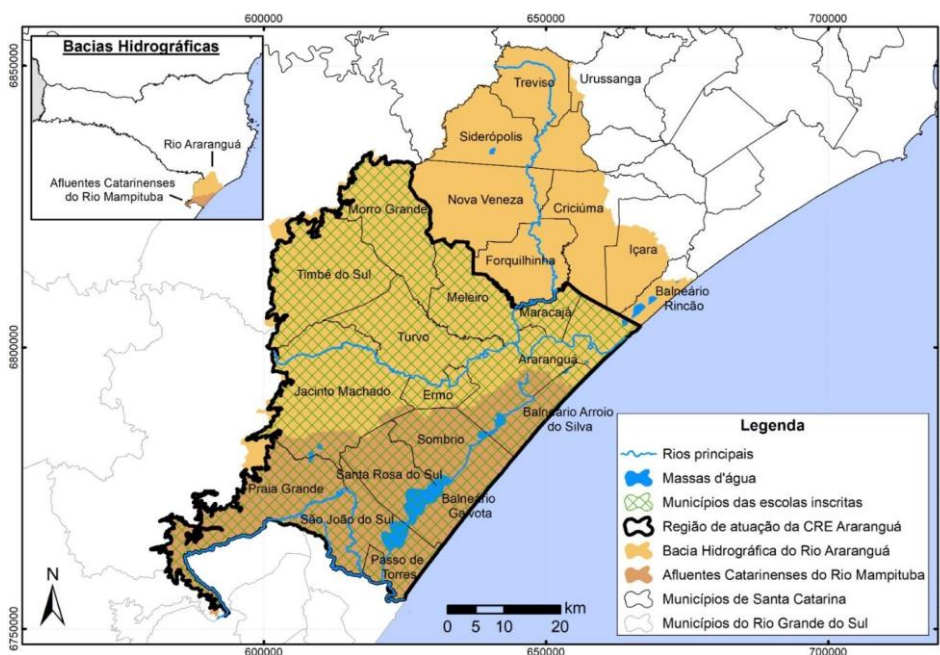 600000
650000
700000
6850000
6800000
6750000
Bacias Hidrográficas
Rio Araranguá
Afluentes Catarinenses
do Rio Mampituba
Treviso
Urussanga
Siderópolis
Nova Veneza
Criciúma
Morro Grande
Içara
Forquilhinha
Timbé do Sul
Balneário
Rincão
Meleiro
Maracajá
Turvo
Araranguá
Jacinto Machado
Ermo
Balneário Arroio
do Silva
Sombrio
Santa Rosa do Sul
Praia Grande
Balneário
Gaivota
São João do Sul
Passo de
Torres
Legenda
Rios principais
Massas d'água
Municípios das escolas inscritas
Região de atuação da CRE Araranguá
Bacia Hidrográfica do Rio Araranguá
Afluentes Catarinenses do Rio Mampituba
Municípios de Santa Catarina
Municípios do Rio Grande do Sul
N
km
0 5 10 20
600000
650000
700000